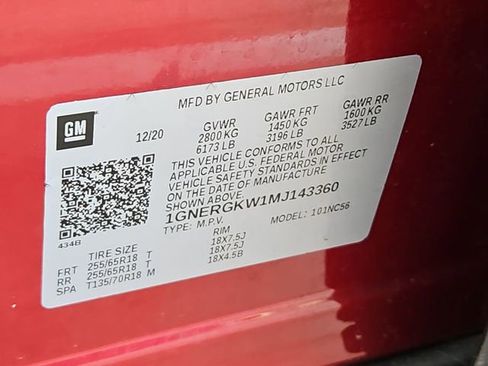 MFD BY GENERAL MOTORS LLC
GM
12/20
GVWR
2800 KG
6173 LB
GAWR FRT
1450 KG
3196 LB
GAWR RR
1600 KG
3527 LB
THIS VEHICLE CONFORMS TO ALL
APPLICABLE U.S. FEDERAL MOTOR
VEHICLE SAFETY STANDARDS IN EFFECT
ON THE DATE OF MANUFACTURE
1GNERGKW1MJ143360
TYPE: M.P.V. MODEL: 101NC56
434B
TIRE SIZE RIM
FRT 255/65R18 T 18X7.5J
RR 255/65R18 T 18X7.5J
SPA T135/70R18 M 18X4.5B